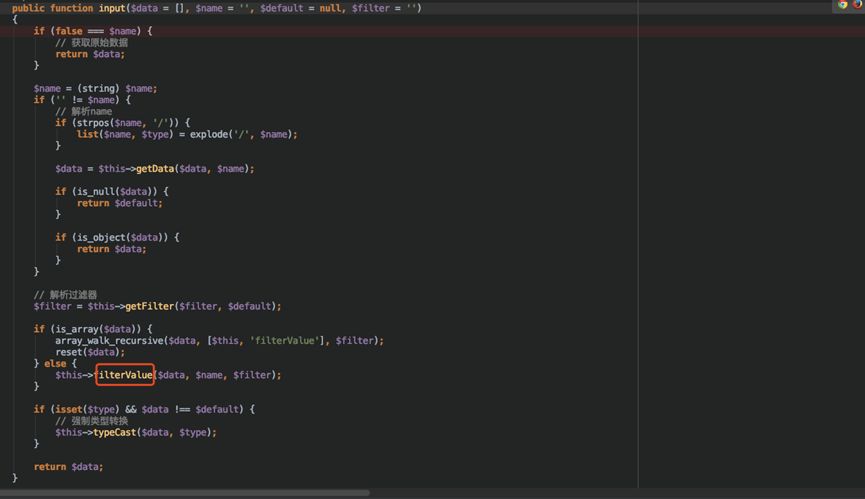 public function input($data = [], $name = '', $default = null, $filter = '')
{
if (false === $name) {
// 获取原始数据
return $data;
}
$name = (string) $name;
if ('' != $name) {
// 解析name
if (strpos($name, '/')) {
list($name, $type) = explode('/', $name);
}
$data = $this->getData($data, $name);
if (is_null($data)) {
return $default;
}
if (is_object($data)) {
return $data;
}
}
// 解析过滤器
$filter = $this->getFilter($filter, $default);
if (is_array($data)) {
array_walk_recursive($data, [$this, 'filterValue'], $filter);
reset($data);
} else {
$this->filterValue($data, $name, $filter);
}
if (isset($type) && $data !== $default) {
// 强制类型转换
$this->typeCast($data, $type);
}
return $data;
}